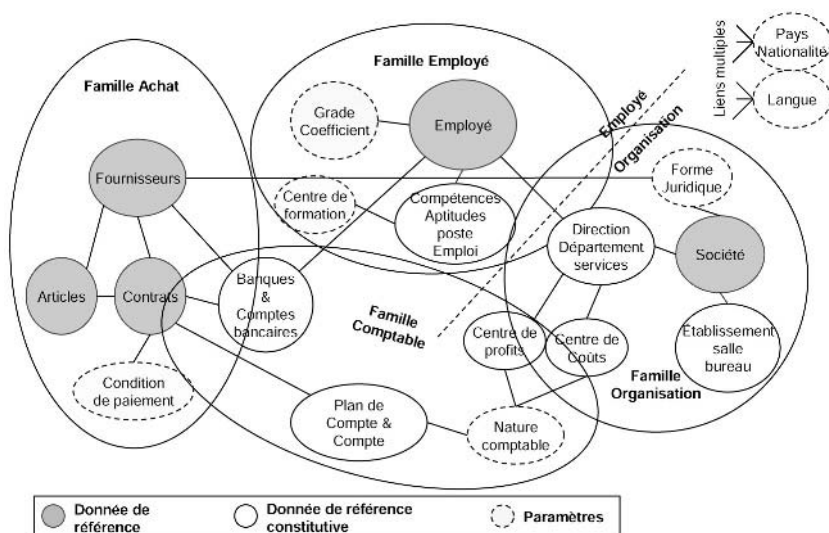 Famille Achat
Famille Employé
Employé
Organisation
Liens multiples
Pays
Nationalité
Langue
Grade
Coefficient
Employé
Fournisseurs
Centre de
formation
Compétences
Aptitudes
poste
Emploi
Forme
Juridique
Direction
Département
services
Société
Articles
Contrats
Banques
&
Comptes
bancaires
Famille
Comptable
Centre de
profits
Centre de
Coûts
Établissement
salle
bureau
Famille
Organisation
Condition
de paiement
Plan de
Compte &
Compte
Nature
comptable
Donnée de
référence
Donnée de référence
constitutive
Paramètres